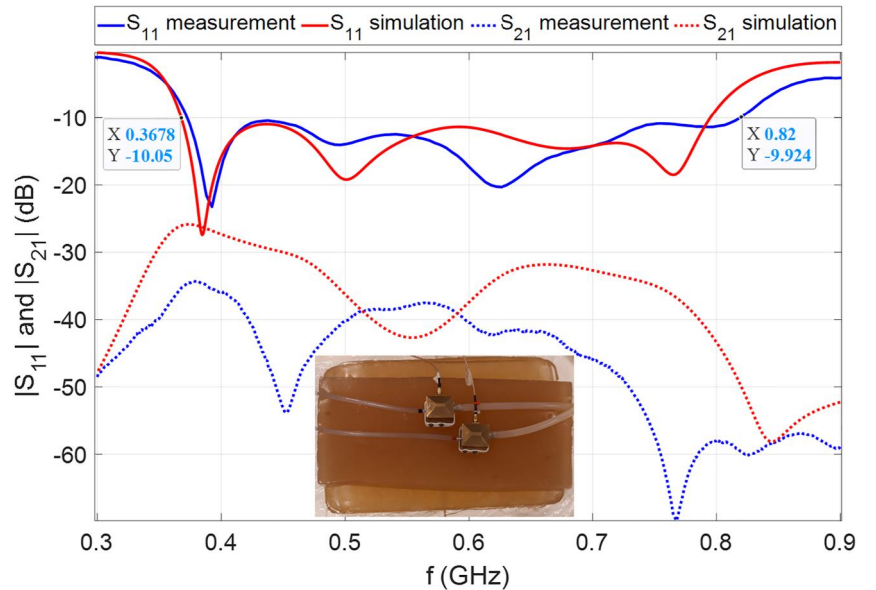 S11 measurement S11 simulation S21 measurement S21 simulation
|S11| and |S21| (dB)
-10
-20
-30
-40
-50
-60
X 0.3678
Y -10.05
X 0.82
Y -9.924
0.3 0.4 0.5 0.6 0.7 0.8 0.9
f (GHz)